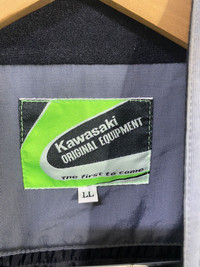 Kawasaki
ORIGINAL EQUIPMENT
The first to come
LL